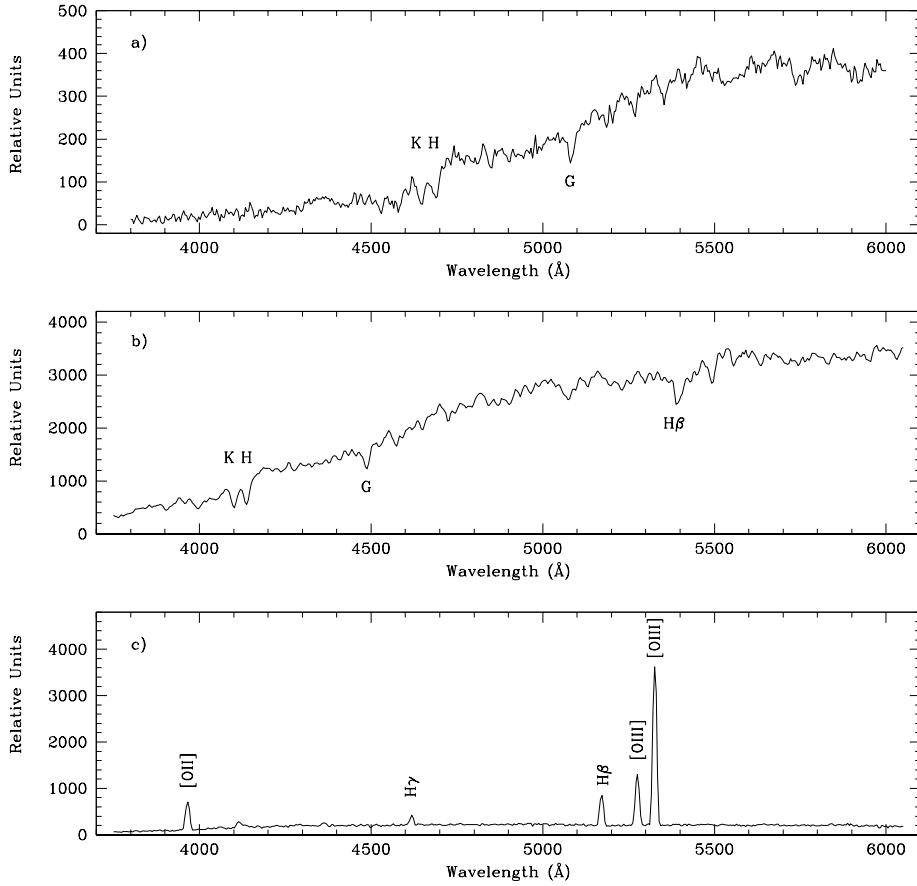 a)
500
400
300
200
100
0
Relative Units
K H
G
4000 4500 5000 5500 6000
Wavelength (Å)
b)
4000
3000
2000
1000
0
Relative Units
K H
G
Hβ
4000 4500 5000 5500 6000
Wavelength (Å)
c)
4000
3000
2000
1000
0
Relative Units
[OII]
Hγ
Hβ
[OIII]
[OIII]
4000 4500 5000 5500 6000
Wavelength (Å)